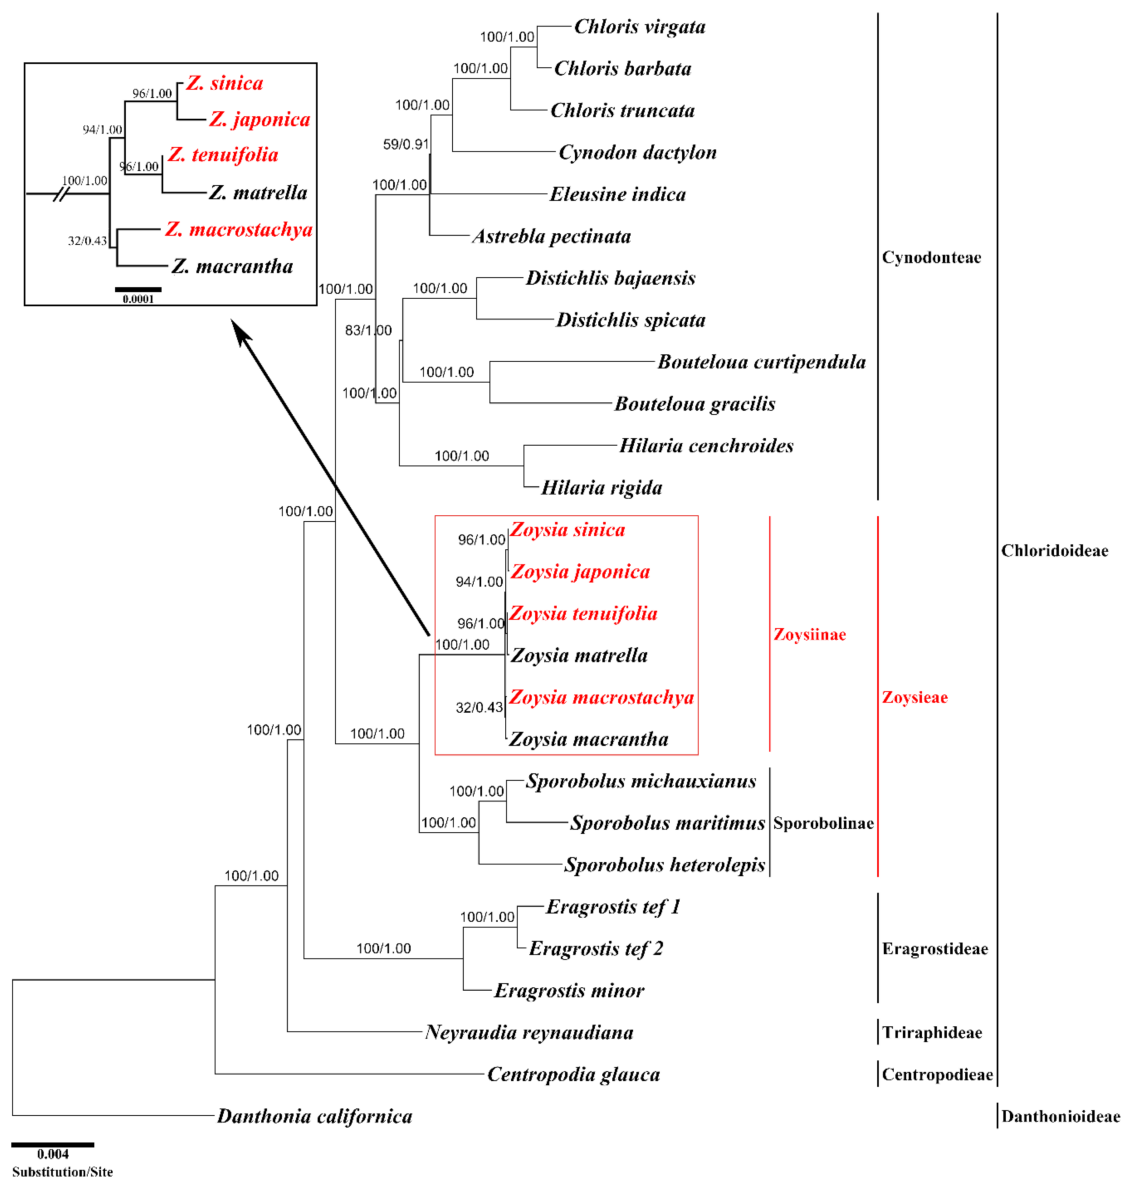 100/1.00
Chloris virgata
100/1.00
Chloris barbata
100/1.00
Chloris truncata
59/0.91
Cynodon dactylon
100/1.00
Eleusine indica
Astrebla pectinata
100/1.00
100/1.00
Distichlis bajaensis
83/1.00
Distichlis spicata
100/1.00
Bouteloua curtipendula
100/1.00
Bouteloua gracilis
100/1.00
Hilaria cenchroides
Hilaria rigida
Cynodonteae
96/1.00
Z. sinica
Z. japonica
94/1.00
96/1.00
Z. tenuifolia
100/1.00
Z. matrella
Z. macrostachya
32/0.43
Z. macrantha
0.0001
100/1.00
96/1.00
Zoysia sinica
Zoysia japonica
94/1.00
Zoysia tenuifolia
96/1.00
100/1.00
Zoysia matrella
Zoysia macrostachya
32/0.43
Zoysia macrantha
Zoysiinae
Zoysieae
100/1.00
100/1.00
Sporobolus michauxianus
100/1.00
Sporobolus maritimus
Sporobolus heterolepis
Sporobolinae
100/1.00
100/1.00
Eragrostis tef 1
100/1.00
Eragrostis tef 2
Eragrostis minor
Eragrostideae
100/1.00
Neyraudia reynaudiana
Triraphideae
Centropodia glauca
Centropodieae
Chloridoideae
Danthonia californica
Danthonioideae
0.004
Substitution/Site